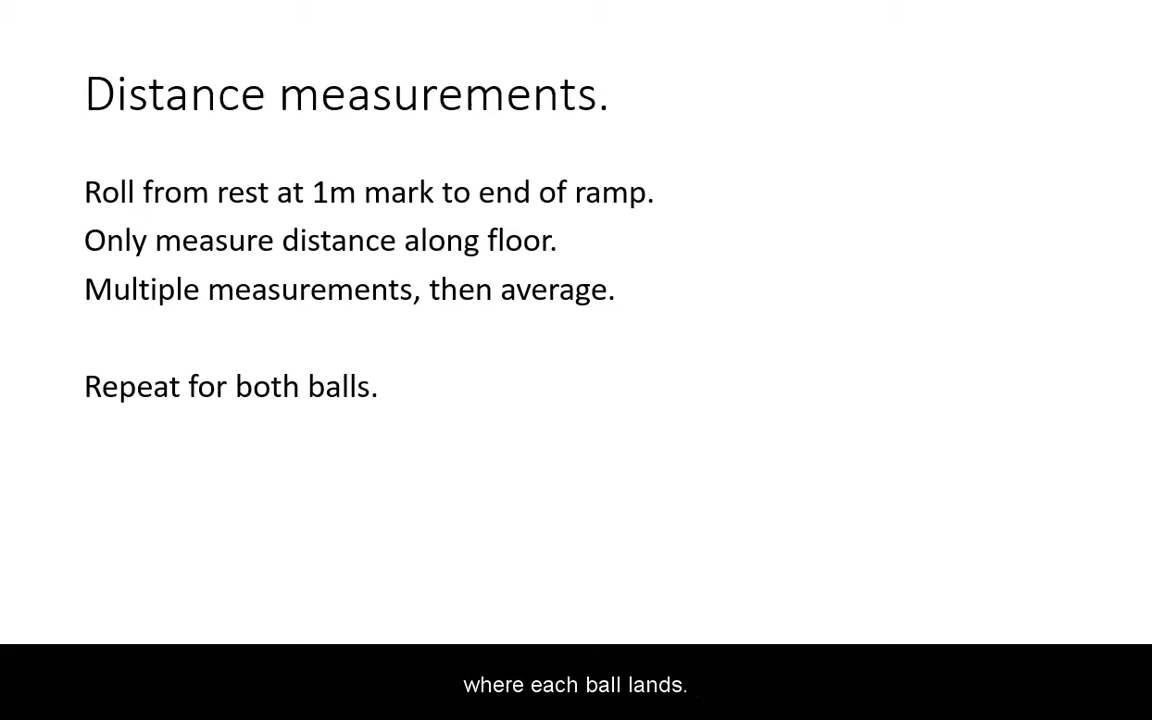 Distance measurements.
Roll from rest at 1m mark to end of ramp.
Only measure distance along floor.
Multiple measurements, then average.
Repeat for both balls.
where each ball lands.